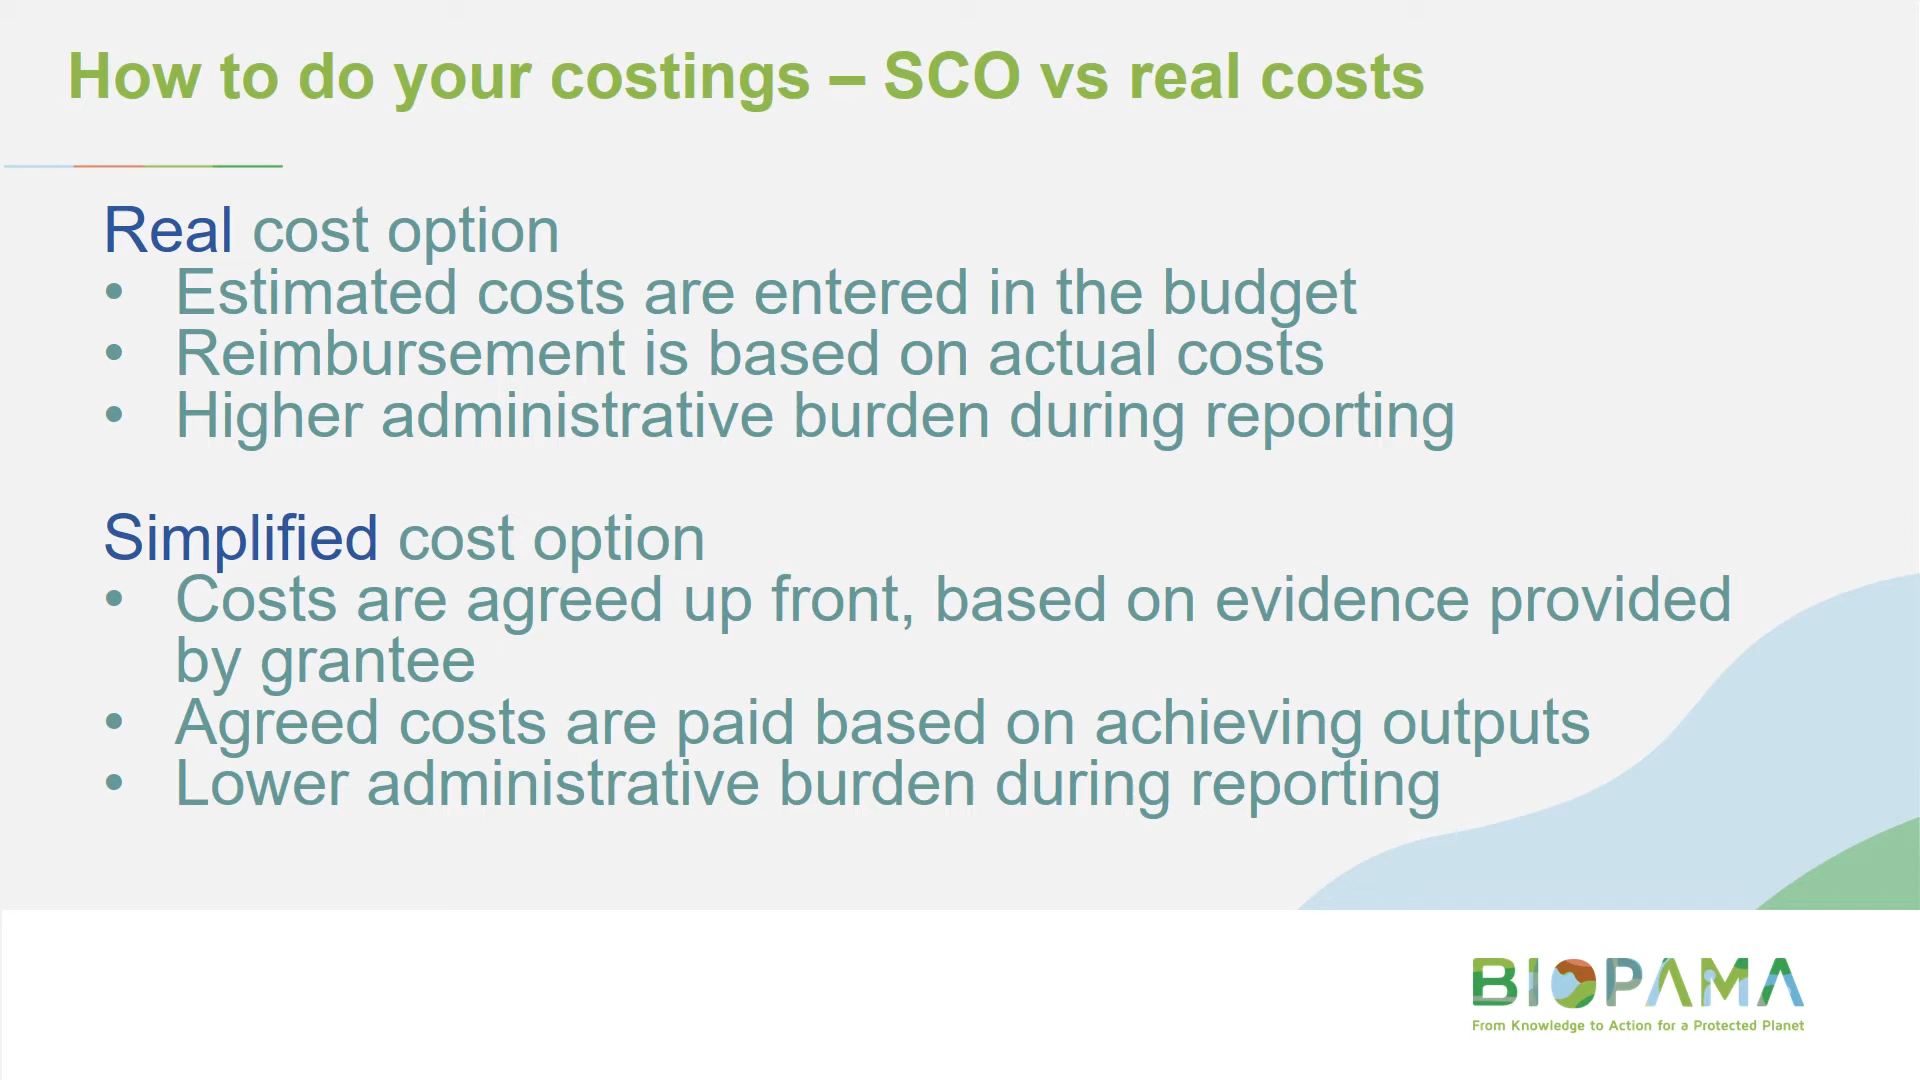 How to do your costings – SCO vs real costs
Real cost option
• Estimated costs are entered in the budget
• Reimbursement is based on actual costs
• Higher administrative burden during reporting
Simplified cost option
• Costs are agreed up front, based on evidence provided
by grantee
• Agreed costs are paid based on achieving outputs
• Lower administrative burden during reporting
BIOPAMA
From Knowledge to Action for a Protected Planet